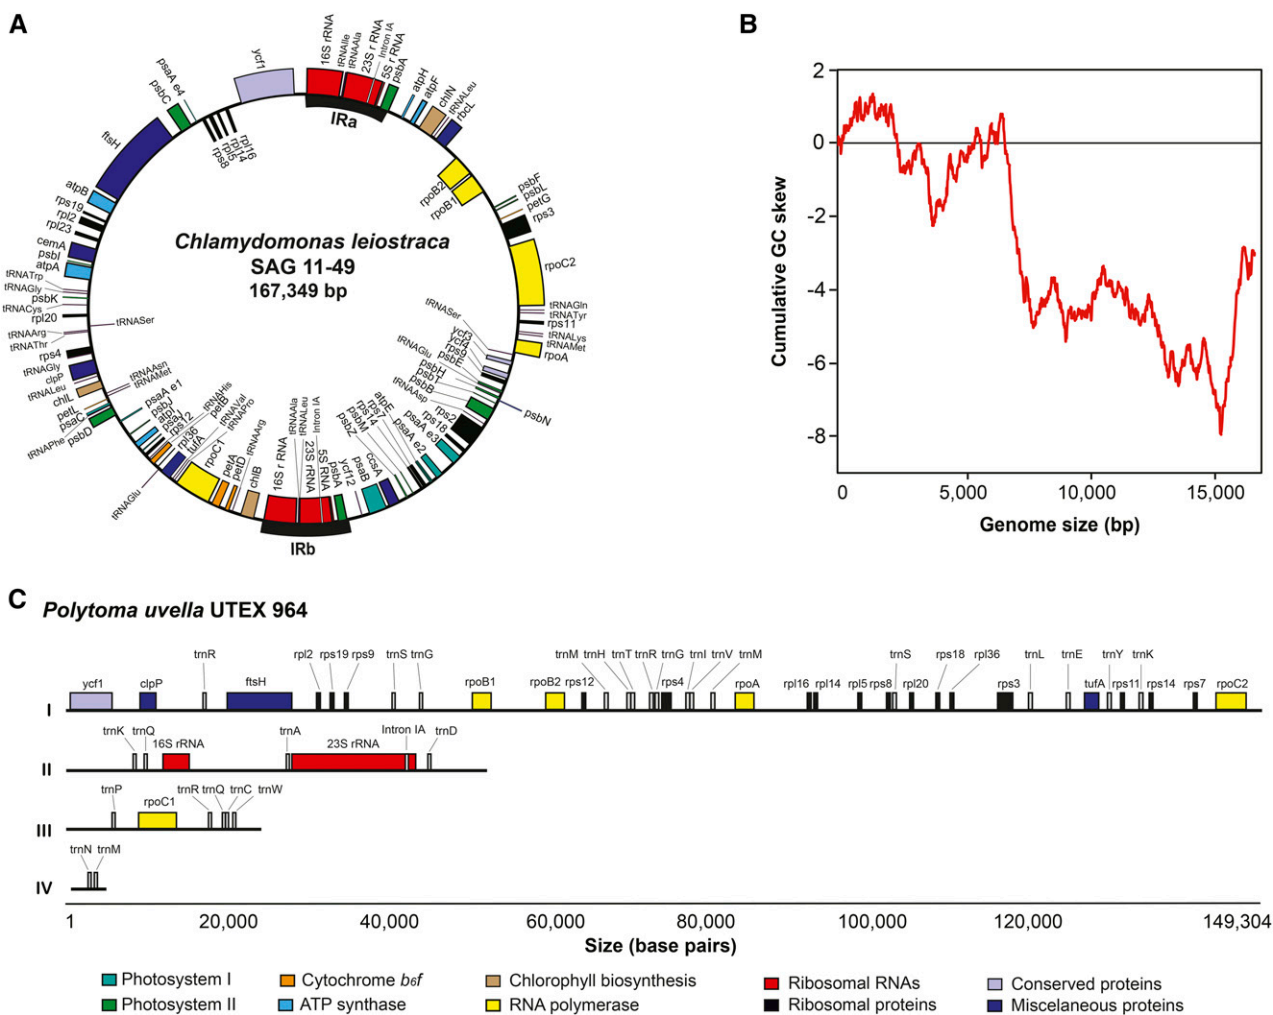 A
ycf1
16S rRNA
tRNAIle
tRNAAla
23S r RNA
Intron IA
5S r RNA
psbA
atpH
atpF
chlN
tRNALeu
rbcL
IRa
psaA e4
psbC
ftsH
rpl16
rpl14
rpl5
rps8
rpoB2
rpoB1
psbF
psbL
petG
rps3
rpoC2
tRNAGln
tRNATyr
rps11
tRNALys
tRNAMet
rpoA
Chlamydomonas leiostraca
SAG 11-49
167,349 bp
atpB
rps19
rpl2
rpl23
cemA
psbI
atpA
tRNATrp
tRNAGly
psbK
tRNACys
rpl20
tRNASer
tRNAArg
tRNAThr
rps4
tRNAGly
clpP
tRNALeu
chlL
petL
psaC
tRNAPhe
psbD
tRNAAsn
tRNAMet
psaA e1
psbJ
atpI
psaJ
rps12
rpl36
tufA
tRNAHis
petB
tRNAVal
tRNAPro
tRNAGlu
rpoC1
petA
petD
tRNAArg
chlB
16S r RNA
tRNAAla
tRNALeu
23S rRNA
Intron IA
5S RNA
psbA
ycf12
psaB
ccsA
IRb
psbZ
psbM
rps14
rps7
atpE
psaA e2
psaA e3
rps18
rps2
tRNAAsp
psbB
psbT
psbH
psbN
tRNAGlu
psbE
rps9
ycf4
ycf3
tRNASer
B
2
0
-2
-4
-6
-8
Cumulative GC skew
0 5,000 10,000 15,000
Genome size (bp)
C Polytoma uvella UTEX 964
trnR rpl2 rps19 rps9 trnS trnG trnM trnH trnT trnR trnG trnI trnV trnM trnS rps18 rpl36 trnL trnE trnY trnK
ycf1 clpP ftsH rpoB1 rpoB2 rps12 rps4 rpoA rpl16 rpl14 rpl5 rps8 rpl20 rps3 tufA rps11 rps14 rps7 rpoC2
I
trnK trnQ 16S rRNA trnA 23S rRNA Intron IA trnD
II
trnP rpoC1 trnR trnQ trnC trnW
III
trnN trnM
IV
1 20,000 40,000 60,000 80,000 100,000 120,000 149,304
Size (base pairs)
Photosystem I Cytochrome b6f Chlorophyll biosynthesis Ribosomal RNAs Conserved proteins
Photosystem II ATP synthase RNA polymerase Ribosomal proteins Miscelaneous proteins